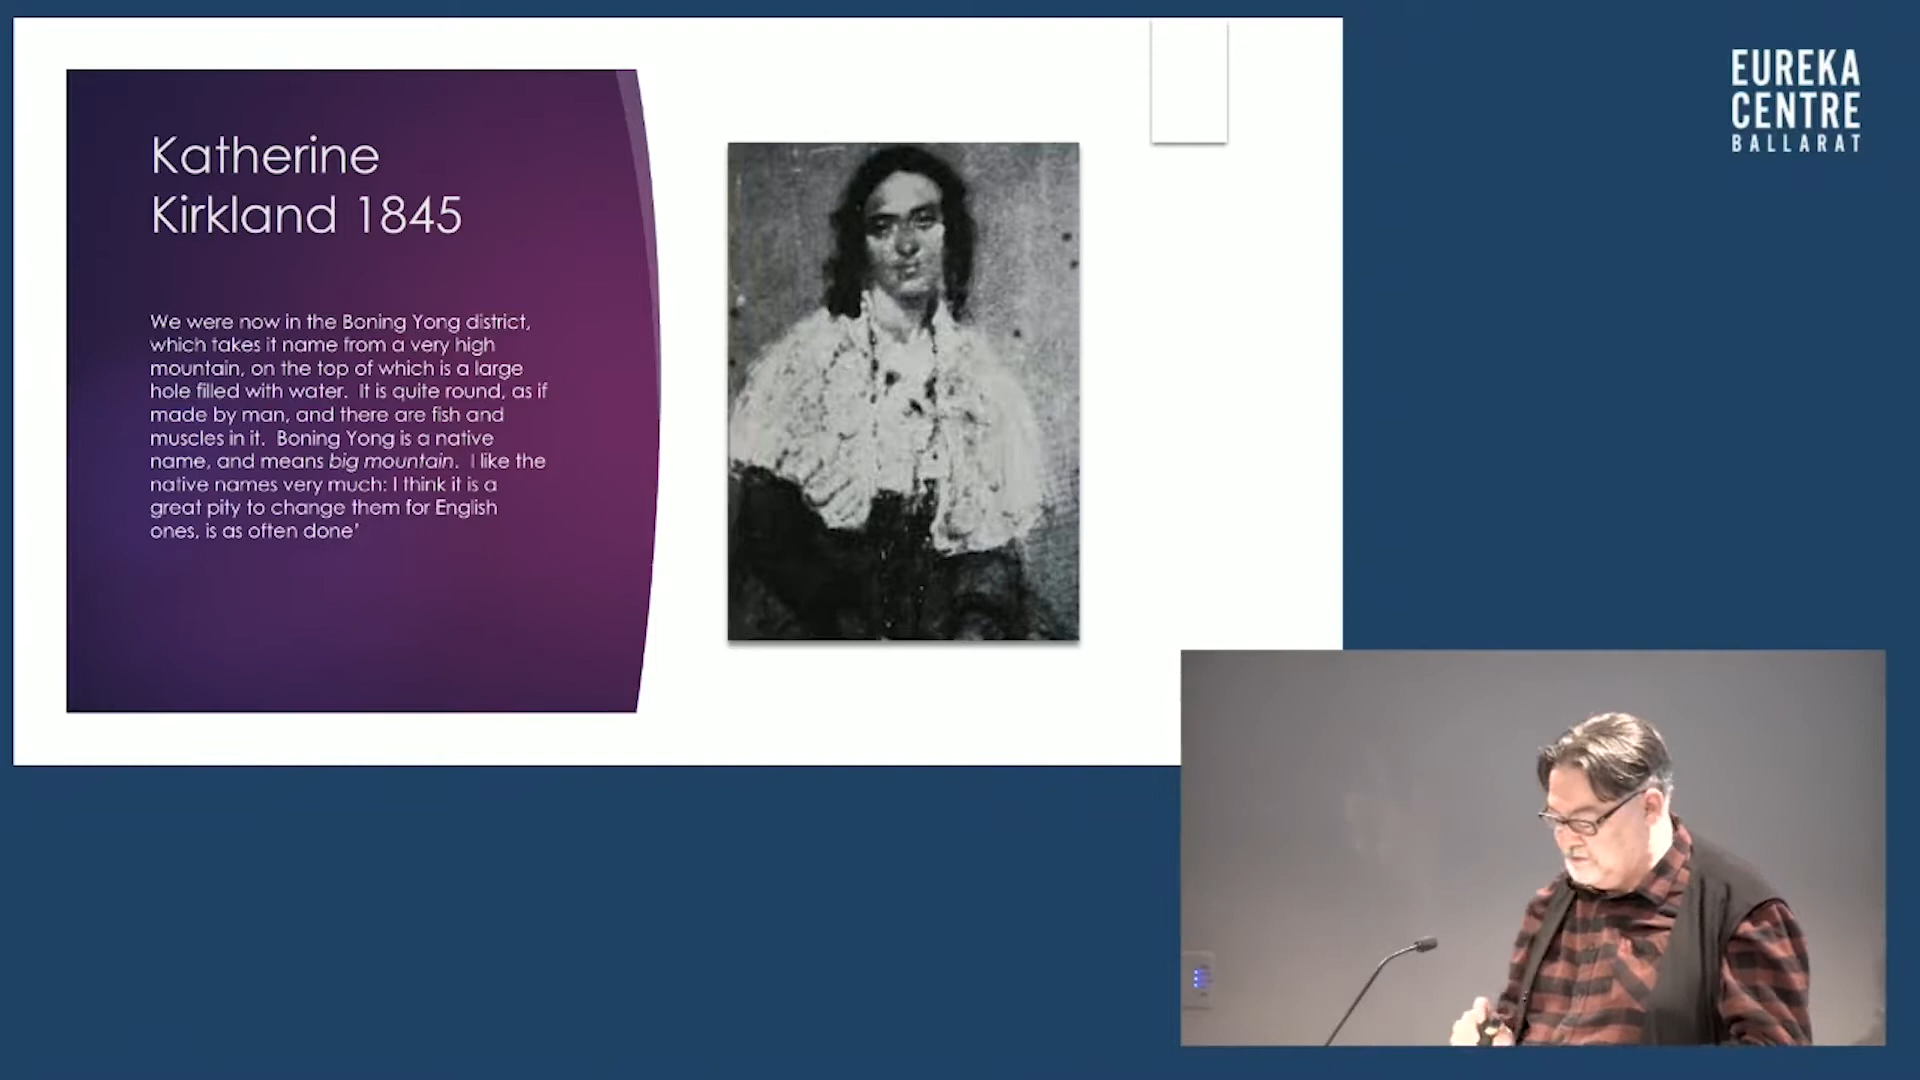 Katherine
Kirkland 1845
We were now in the Boning Yong district,
which takes it name from a very high
mountain, on the top of which is a large
hole filled with water.  It is quite round, as if
made by man, and there are fish and
muscles in it.  Boning Yong is a native
name, and means big mountain.  I like the
native names very much: I think it is a
great pity to change them for English
ones, is as often done’
EUREKA
CENTRE
BALLARAT